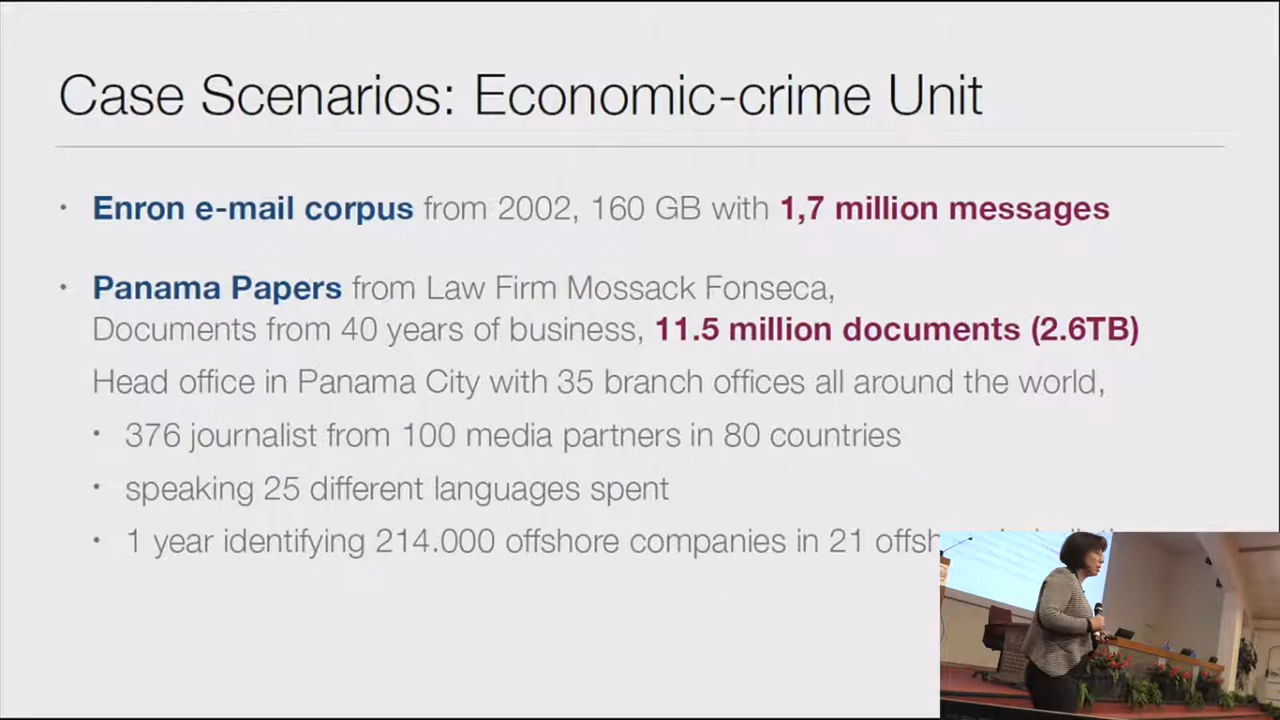 Case Scenarios: Economic-crime Unit
• Enron e-mail corpus from 2002, 160 GB with 1,7 million messages
• Panama Papers from Law Firm Mossack Fonseca,
Documents from 40 years of business, 11.5 million documents (2.6TB)
Head office in Panama City with 35 branch offices all around the world,
• 376 journalist from 100 media partners in 80 countries
• speaking 25 different languages spent
• 1 year identifying 214.000 offshore companies in 21